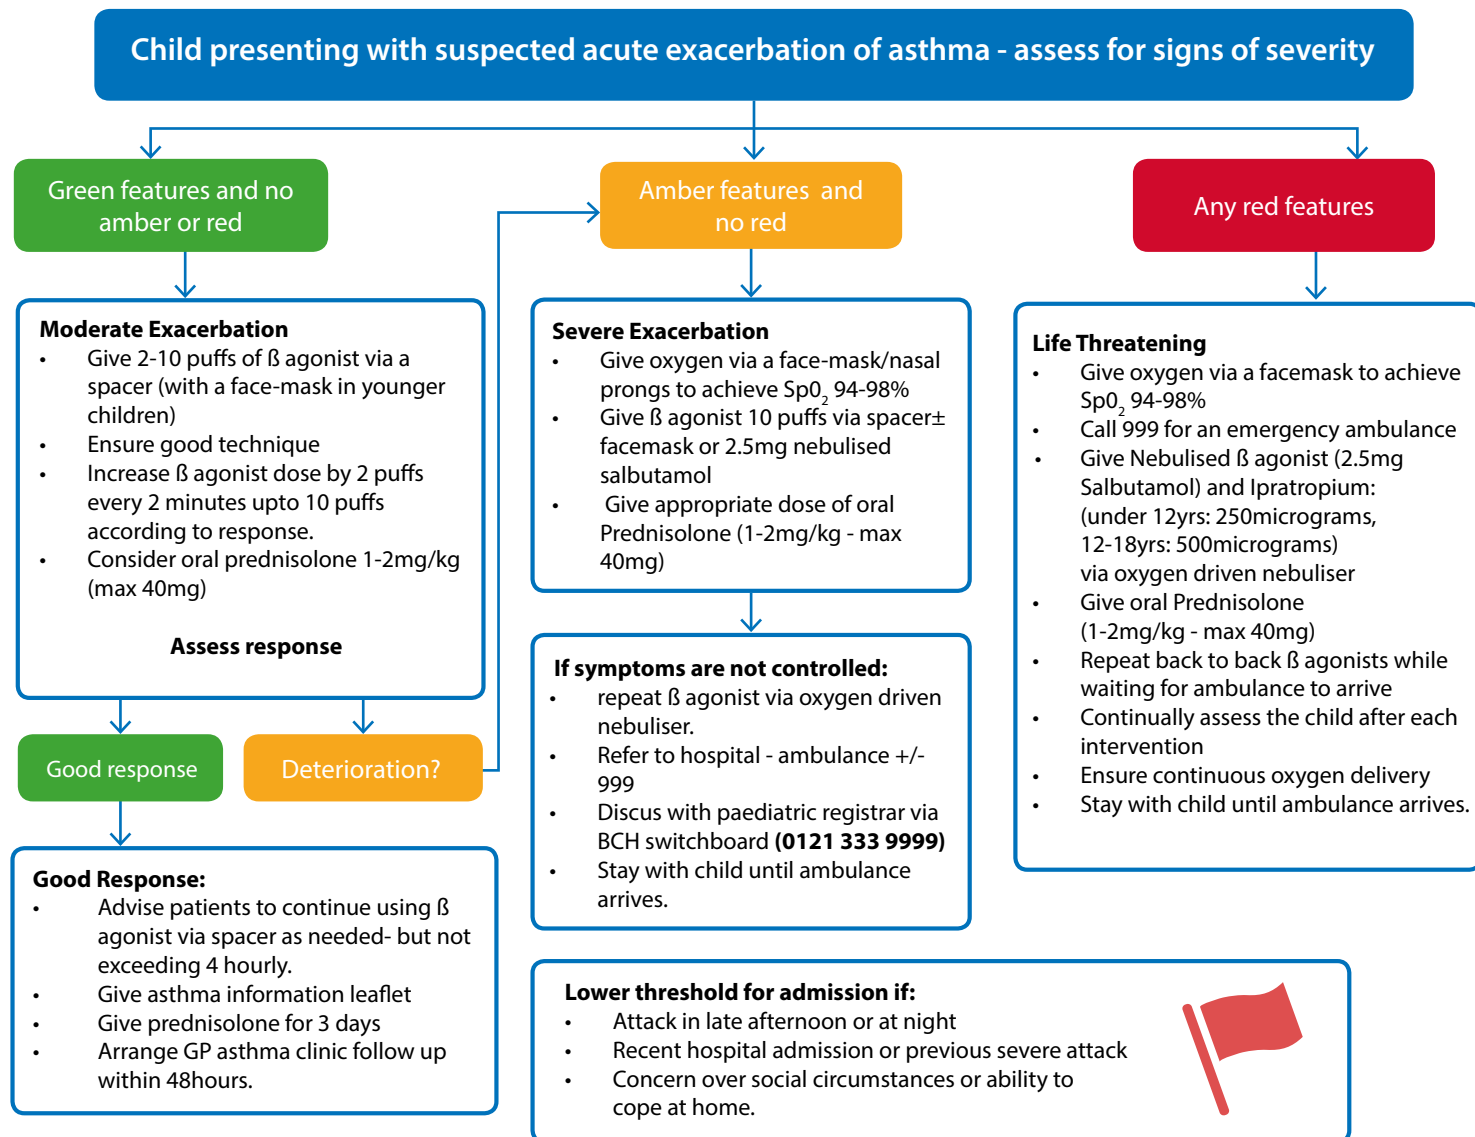 Child presenting with suspected acute exacerbation of asthma - assess for signs of severity
Green features and no
amber or red
Amber features and
no red
Any red features
Moderate Exacerbation
• Give 2-10 puffs of ß agonist via a
spacer (with a face-mask in younger
children)
• Ensure good technique
• Increase ß agonist dose by 2 puffs
every 2 minutes upto 10 puffs
according to response.
• Consider oral prednisolone 1-2mg/kg
(max 40mg)
Assess response
Good response
Deterioration?
Good Response:
• Advise patients to continue using ß
agonist via spacer as needed- but not
exceeding 4 hourly.
• Give asthma information leaflet
• Give prednisolone for 3 days
• Arrange GP asthma clinic follow up
within 48hours.
Severe Exacerbation
• Give oxygen via a face-mask/nasal
prongs to achieve Sp0₂ 94-98%
• Give ß agonist 10 puffs via spacer±
facemask or 2.5mg nebulised
salbutamol
• Give appropriate dose of oral
Prednisolone (1-2mg/kg - max
40mg)
If symptoms are not controlled:
• repeat ß agonist via oxygen driven
nebuliser.
• Refer to hospital - ambulance +/-
999
• Discus with paediatric registrar via
BCH switchboard (0121 333 9999)
• Stay with child until ambulance
arrives.
Life Threatening
• Give oxygen via a facemask to achieve
Sp0₂ 94-98%
• Call 999 for an emergency ambulance
• Give Nebulised ß agonist (2.5mg
Salbutamol) and Ipratropium:
(under 12yrs: 250micrograms,
12-18yrs: 500micrograms)
via oxygen driven nebuliser
• Give oral Prednisolone
(1-2mg/kg - max 40mg)
• Repeat back to back ß agonists while
waiting for ambulance to arrive
• Continually assess the child after each
intervention
• Ensure continuous oxygen delivery
• Stay with child until ambulance arrives.
Lower threshold for admission if:
• Attack in late afternoon or at night
• Recent hospital admission or previous severe attack
• Concern over social circumstances or ability to
cope at home.